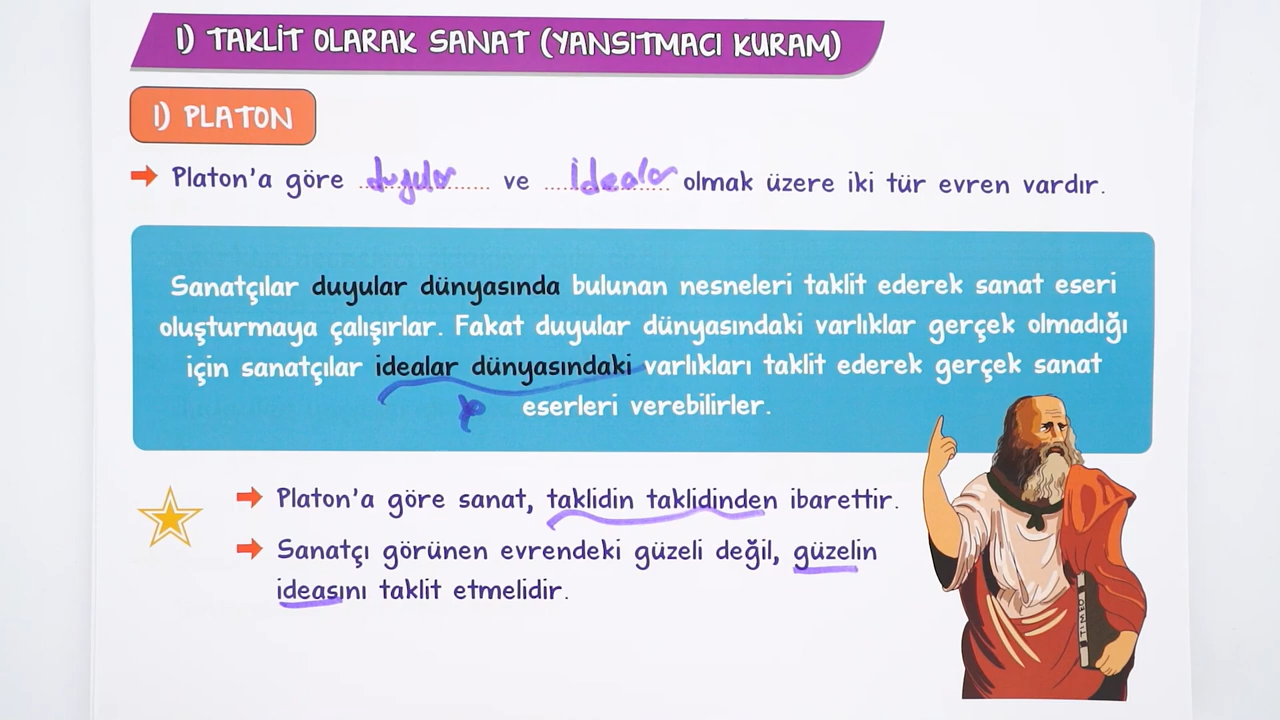 1) TAKLİT OLARAK SANAT (YANSITMACI KURAM)
1) PLATON
Platon'a göre duyular ve idealar olmak üzere iki tür evren vardır.
Sanatçılar duyular dünyasında bulunan nesneleri taklit ederek sanat eseri
oluşturmaya çalışırlar. Fakat duyular dünyasındaki varlıklar gerçek olmadığı
için sanatçılar idealar dünyasındaki varlıkları taklit ederek gerçek sanat
eserleri verebilirler.
Platon'a göre sanat, taklidin taklidinden ibarettir.
Sanatçı görünen evrendeki güzeli değil, güzelin
ideasını taklit etmelidir.